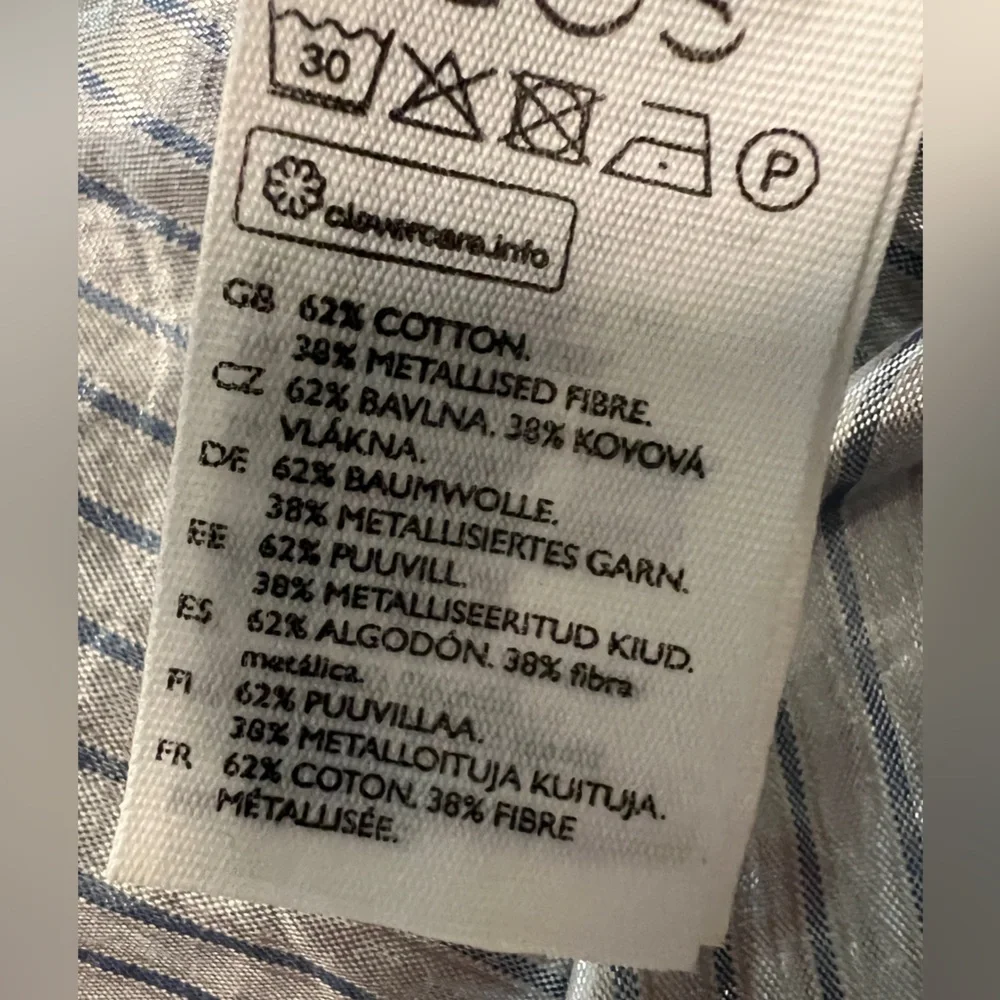 30
P
clevercare.info
GB 62% COTTON.
38% METALLISED FIBRE.
CZ 62% BAVLNA. 38% KOVOVÁ
VLÁKNA.
DE 62% BAUMWOLLE.
38% METALLISIERTES GARN.
EE 62% PUUVILL.
38% METALLISEERITUD KIUD.
ES 62% ALGODÓN. 38% fibra
metálica.
FI 62% PUUVILLAA.
38% METALLOITUJA KUITUJA.
FR 62% COTON. 38% FIBRE
MÉTALLISÉE.